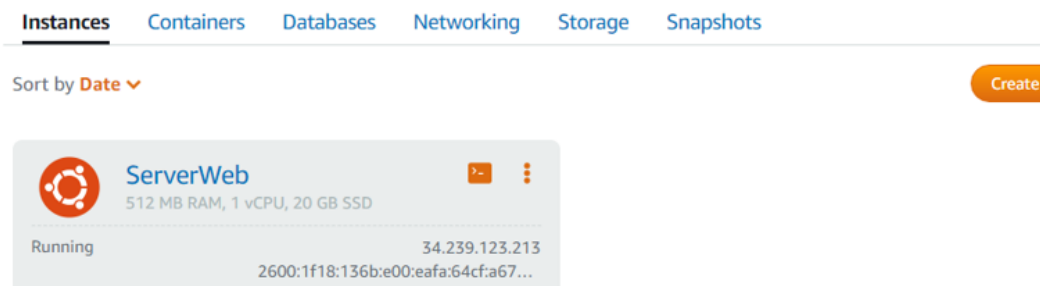 Instances Containers Databases Networking Storage Snapshots
Sort by Date
Create
ServerWeb
512 MB RAM, 1 vCPU, 20 GB SSD
Running 34.239.123.213
2600:1f18:136b:e00:eafa:64cf:a67...